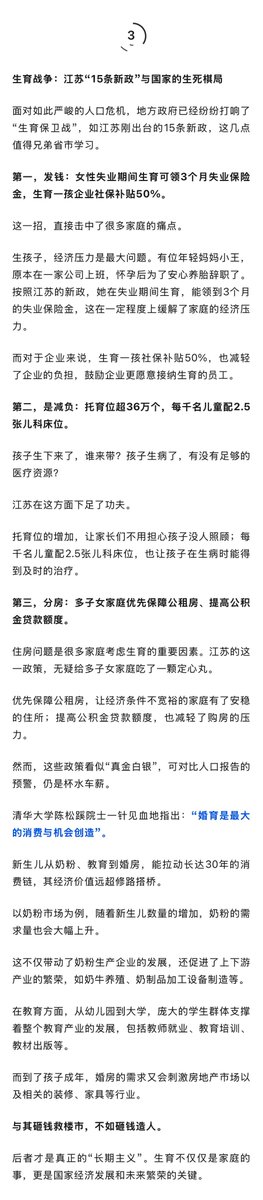 3
生育战争：江苏“15条新政”与国家的生死棋局
面对如此严峻的人口危机，地方政府已经纷纷打响了
“生育保卫战”，如江苏刚出台的15条新政，这几点
值得兄弟省市学习。
第一，发钱：女性失业期间生育可领3个月失业保险
金，生育一孩企业社保补贴50%。
这一招，直接击中了很多家庭的痛点。
生孩子，经济压力是最大问题。有位年轻妈妈小王，
原本在一家公司上班，怀孕后为了安心养胎辞职了。
按照江苏的新政，她在失业期间生育，能领到3个月
的失业保险金，这在一定程度上缓解了家庭的经济压
力。
而对于企业来说，生育一孩社保补贴50%，也减轻
了企业的负担，鼓励企业更愿意接纳生育的员工。
第二，是减负：托育位超36万个，每千名儿童配2.5
张儿科床位。
孩子生下来了，谁来带？孩子生病了，有没有足够的
医疗资源？
江苏在这方面下足了功夫。
托育位的增加，让家长们不用担心孩子没人照顾；每
千名儿童配2.5张儿科床位，也让孩子在生病时能得
到及时的治疗。
第三，分房：多子女家庭优先保障公租房、提高公积
金贷款额度。
住房问题是很多家庭考虑生育的重要因素。江苏的这
一政策，无疑给多子女家庭吃了一颗定心丸。
优先保障公租房，让经济条件不宽裕的家庭有了安稳
的住所；提高公积金贷款额度，也减轻了购房的压
力。
然而，这些政策看似“真金白银”，可对比人口报告的
预警，仍是杯水车薪。
清华大学陈松蹊院士一针见血地指出：“婚育是最大
的消费与机会创造”。
新生儿从奶粉、教育到婚房，能拉动长达30年的消
费链，其经济价值远超修路搭桥。
以奶粉市场为例，随着新生儿数量的增加，奶粉的需
求量也会大幅上升。
这不仅带动了奶粉生产企业的发展，还促进了上下游
产业的繁荣，如奶牛养殖、奶制品加工设备制造等。
在教育方面，从幼儿园到大学，庞大的学生群体支撑
着整个教育产业的发展，包括教师就业、教育培训、
教材出版等。
而到了孩子成年，婚房的需求又会刺激房地产市场以
及相关的装修、家具等行业。
与其砸钱救楼市，不如砸钱造人。
后者才是真正的“长期主义”。生育不仅仅是家庭的
事，更是国家经济发展和未来繁荣的关键。